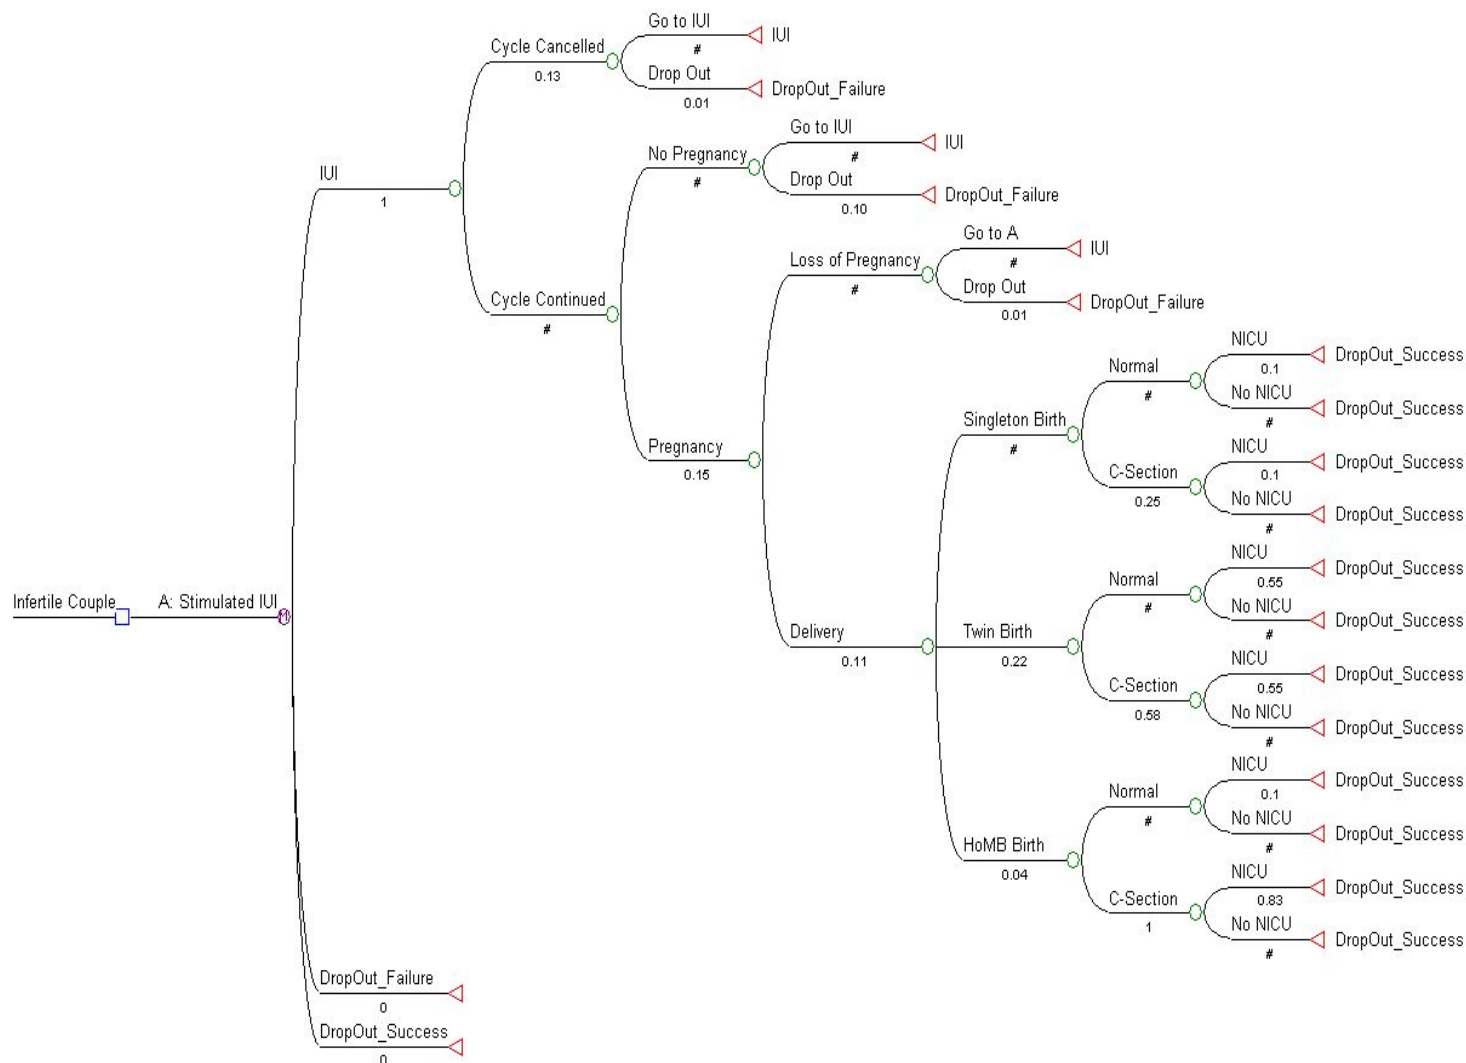 Go to IUI
#
IUI
Cycle Cancelled
0.13
Drop Out
0.01
DropOut_Failure
Go to IUI
#
IUI
No Pregnancy
#
Drop Out
0.10
DropOut_Failure
IUI
1
Go to A
#
IUI
Loss of Pregnancy
#
Drop Out
0.01
DropOut_Failure
Cycle Continued
#
NICU
0.1
DropOut_Success
Normal
#
No NICU
#
DropOut_Success
Singleton Birth
#
Pregnancy
0.15
NICU
0.1
DropOut_Success
C-Section
0.25
No NICU
#
DropOut_Success
NICU
0.55
DropOut_Success
Normal
#
No NICU
#
DropOut_Success
Infertile Couple
A: Stimulated IUI
M
Delivery
0.11
Twin Birth
0.22
NICU
0.55
DropOut_Success
C-Section
0.58
No NICU
#
DropOut_Success
NICU
0.1
DropOut_Success
Normal
#
No NICU
#
DropOut_Success
HoMB Birth
0.04
NICU
0.83
DropOut_Success
C-Section
1
No NICU
#
DropOut_Success
DropOut_Failure
0
DropOut_Success
0